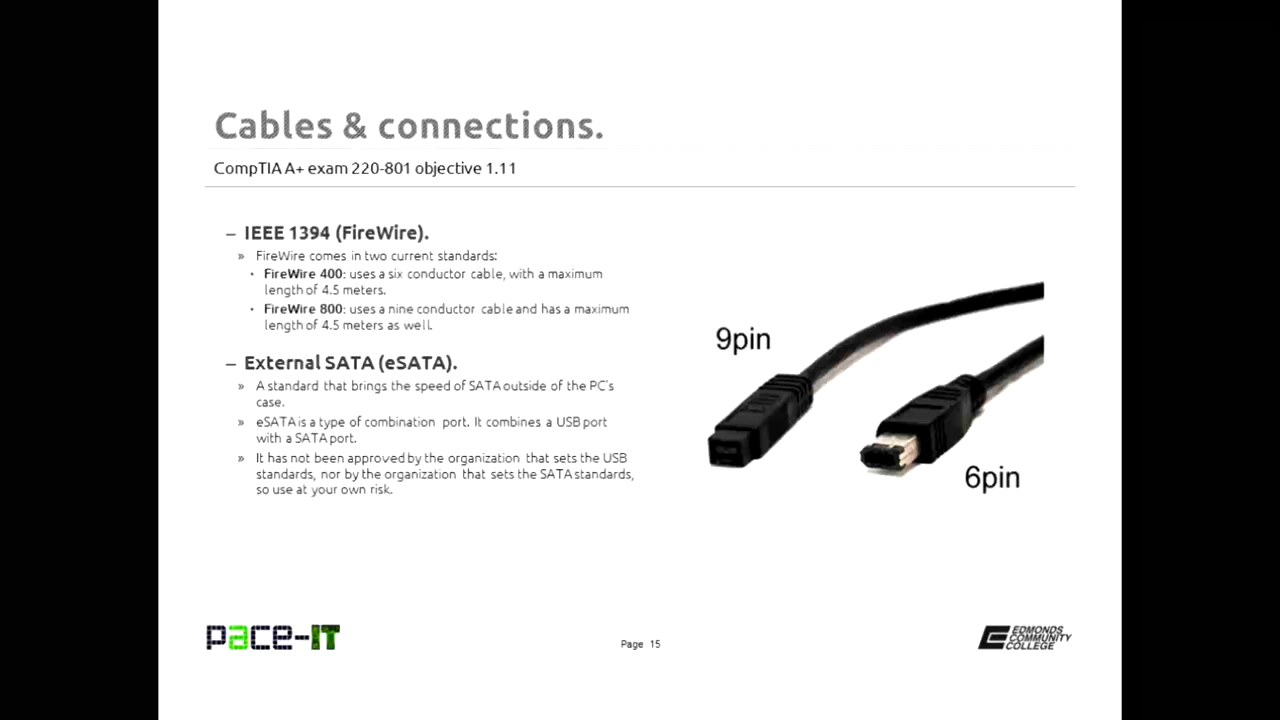 Cables & connections.
CompTIA A+ exam 220-801 objective 1.11
– IEEE 1394 (FireWire).
» FireWire comes in two current standards:
• FireWire 400: uses a six conductor cable, with a maximum
length of 4.5 meters.
• FireWire 800: uses a nine conductor cable and has a maximum
length of 4.5 meters as well.
– External SATA (eSATA).
» A standard that brings the speed of SATA outside of the PC's
case.
» eSATA is a type of combination port. It combines a USB port
with a SATA port.
» It has not been approved by the organization that sets the USB
standards, nor by the organization that sets the SATA standards,
so use at your own risk.
9pin
6pin
pace-IT
Page 15
EDMONDS
COMMUNITY
COLLEGE